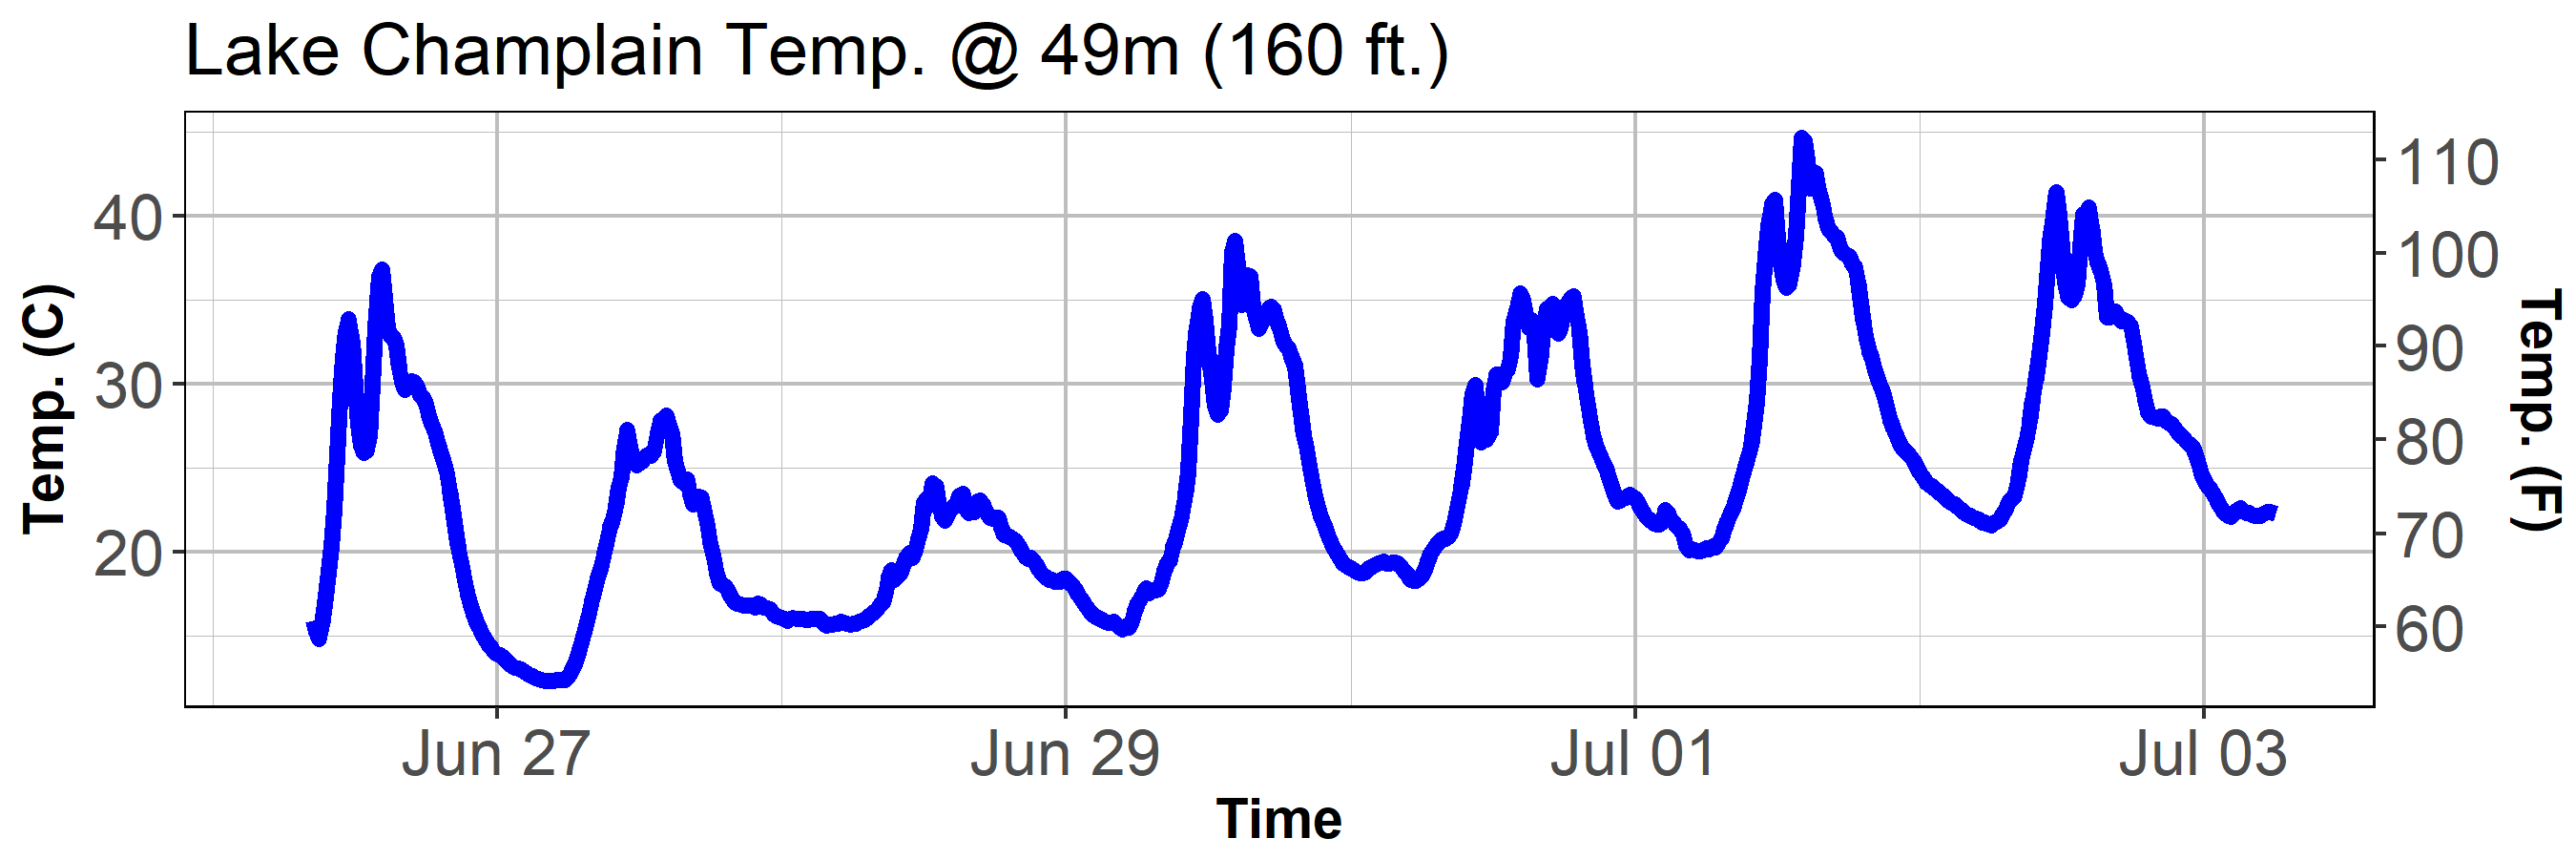 Lake Champlain Temp. @ 49m (160 ft.)
Temp. (C)
40
30
20
110
100
90
80
70
60
Temp. (F)
Jun 27 Jun 29 Jul 01 Jul 03
Time